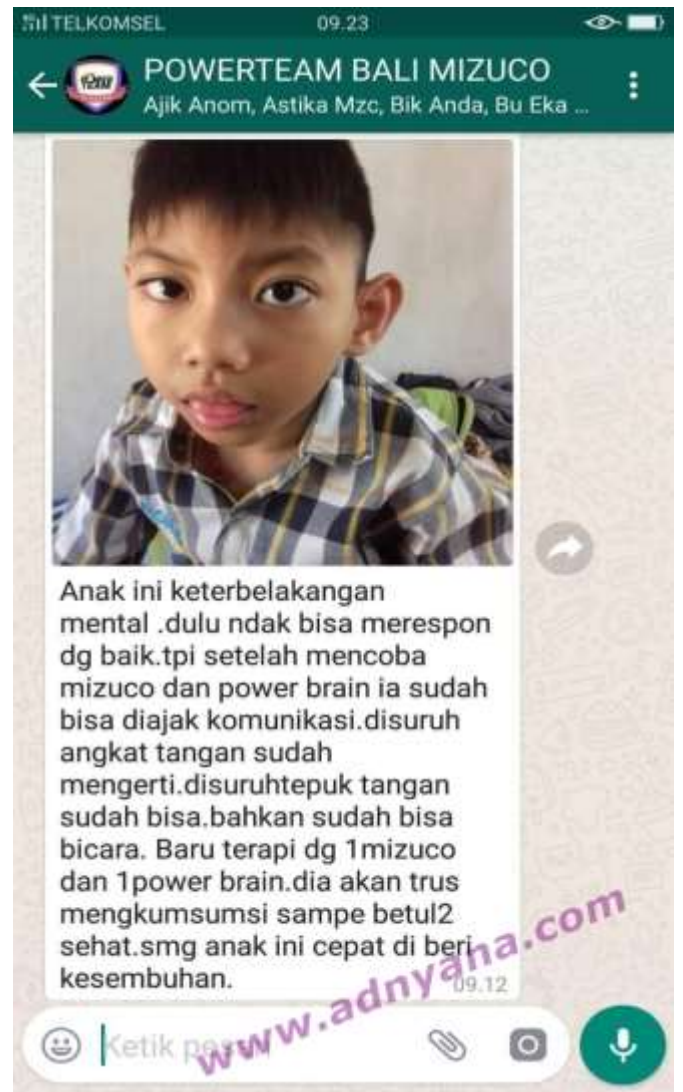 TELKOMSEL 09.23
POWERTEAM BALI MIZUCO
Ajik Anom, Astika Mzc, Bik Anda, Bu Eka ...
Anak ini keterbelakangan
mental .dulu ndak bisa merespon
dg baik.tpi setelah mencoba
mizuco dan power brain ia sudah
bisa diajak komunikasi.disuruh
angkat tangan sudah
mengerti.disuruhtepuk tangan
sudah bisa.bahkan sudah bisa
bicara. Baru terapi dg 1mizuco
dan 1power brain.dia akan trus
mengkumsumsi sampe betul2
sehat.smg anak ini cepat di beri
kesembuhan.
09.12
Ketik
www.adnyana.com